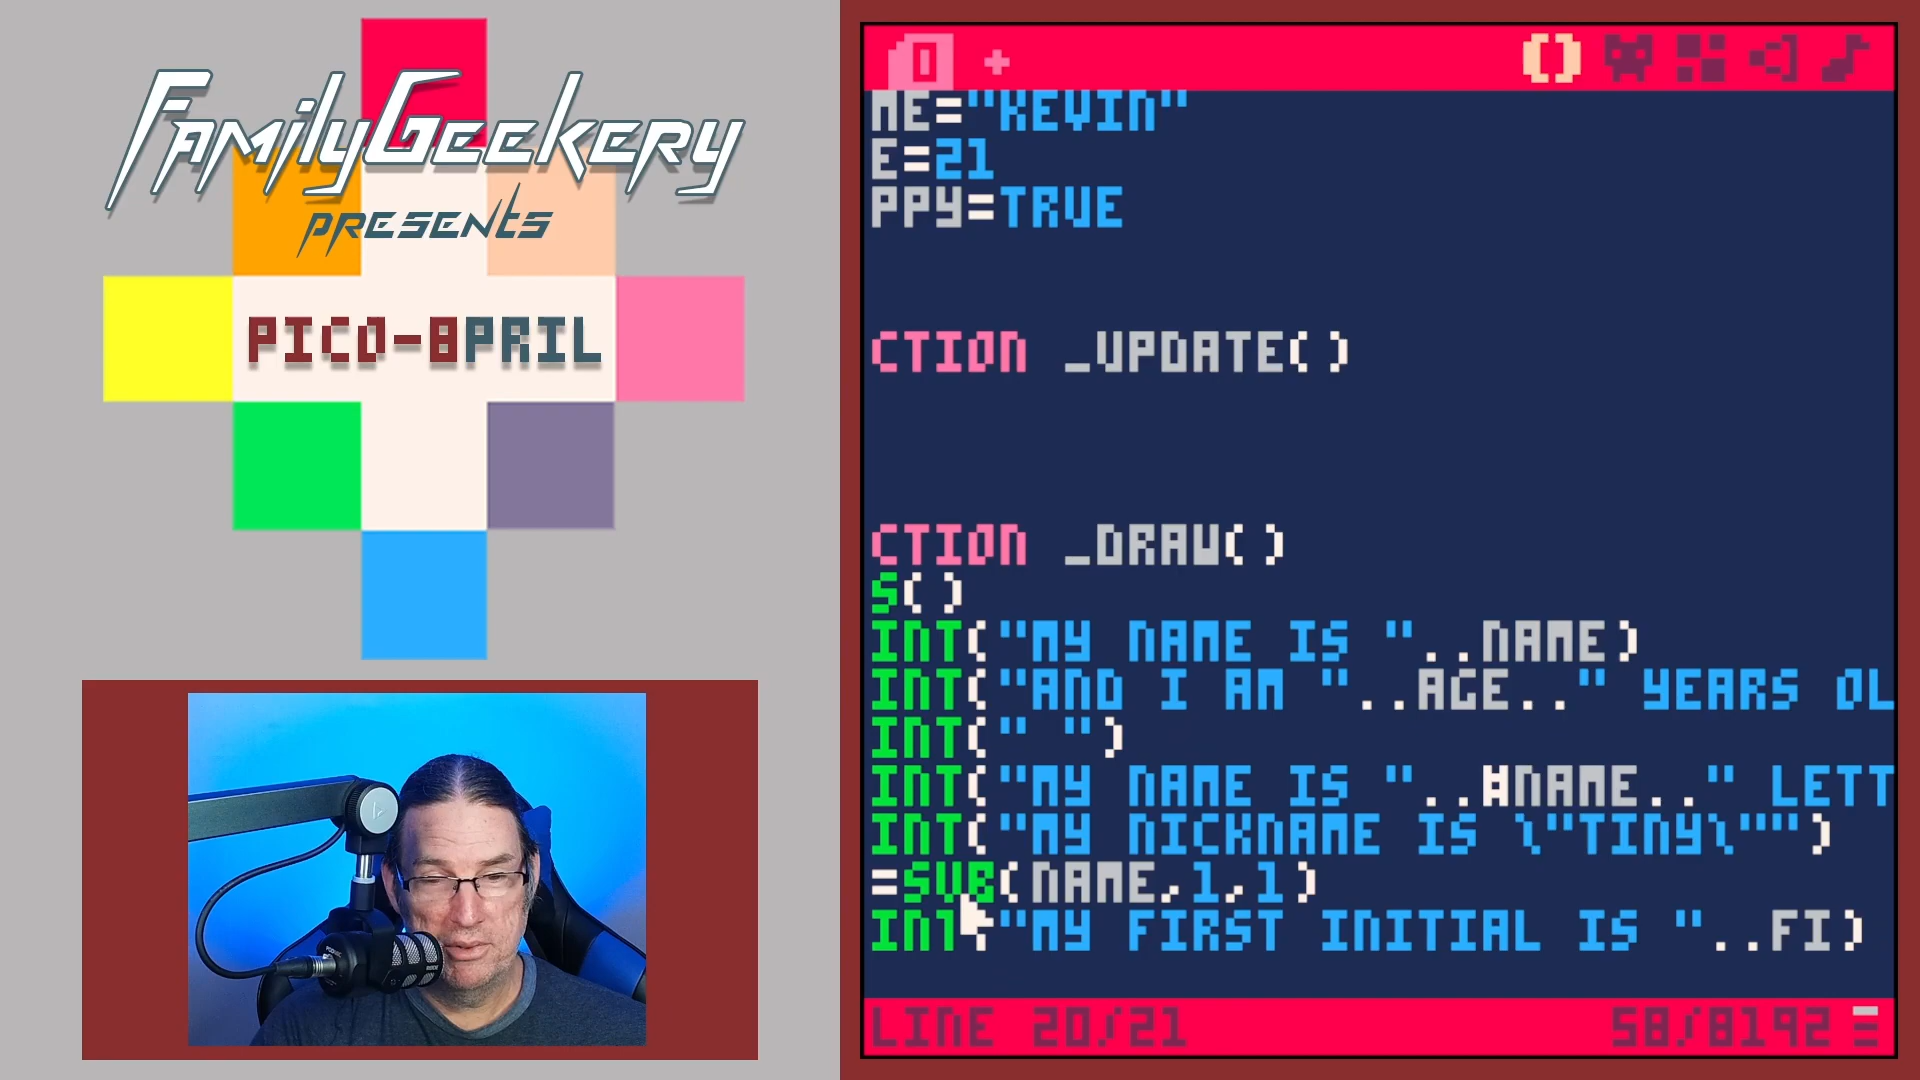 FamilyGeekery
presents
PICO-8PRIL
0 +
ME="KEVIN"
E=21
PPY=TRUE
CTION _UPDATE()
CTION _DRAW()
S()
INT("MY NAME IS "..NAME)
INT("AND I AM "..AGE.." YEARS OL
INT(" ")
INT("MY NAME IS "..#NAME.." LETT
INT("MY NICKNAME IS \"TINY\"")
=SUB(NAME,1,1)
INT("MY FIRST INITIAL IS "..FI)
LINE 20/21
58/8192